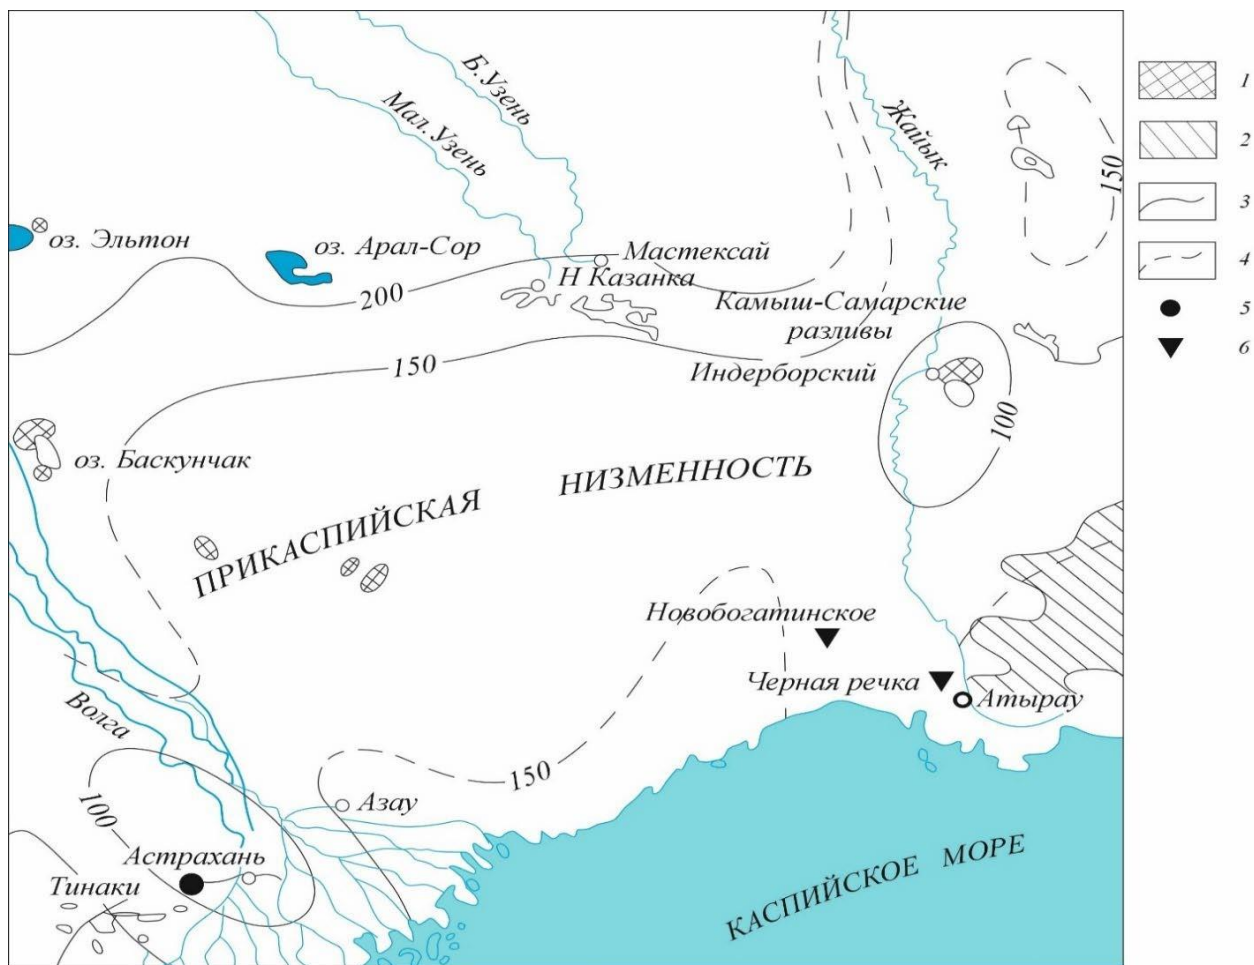 Б.Узень
Мал.Узень
Жайык
150
оз. Эльтон
оз. Арал-Сор
Мастексай
Н Казанка
200
Камыш-Самарские
разливы
150
Индерборский
100
оз. Баскунчак
ПРИКАСПИЙСКАЯ НИЗМЕННОСТЬ
Новобогатинское
Черная речка
Атырау
Волга
150
100
Азау
Астрахань
Тинаки
КАСПИЙСКОЕ МОРЕ
1
2
3
4
5
6